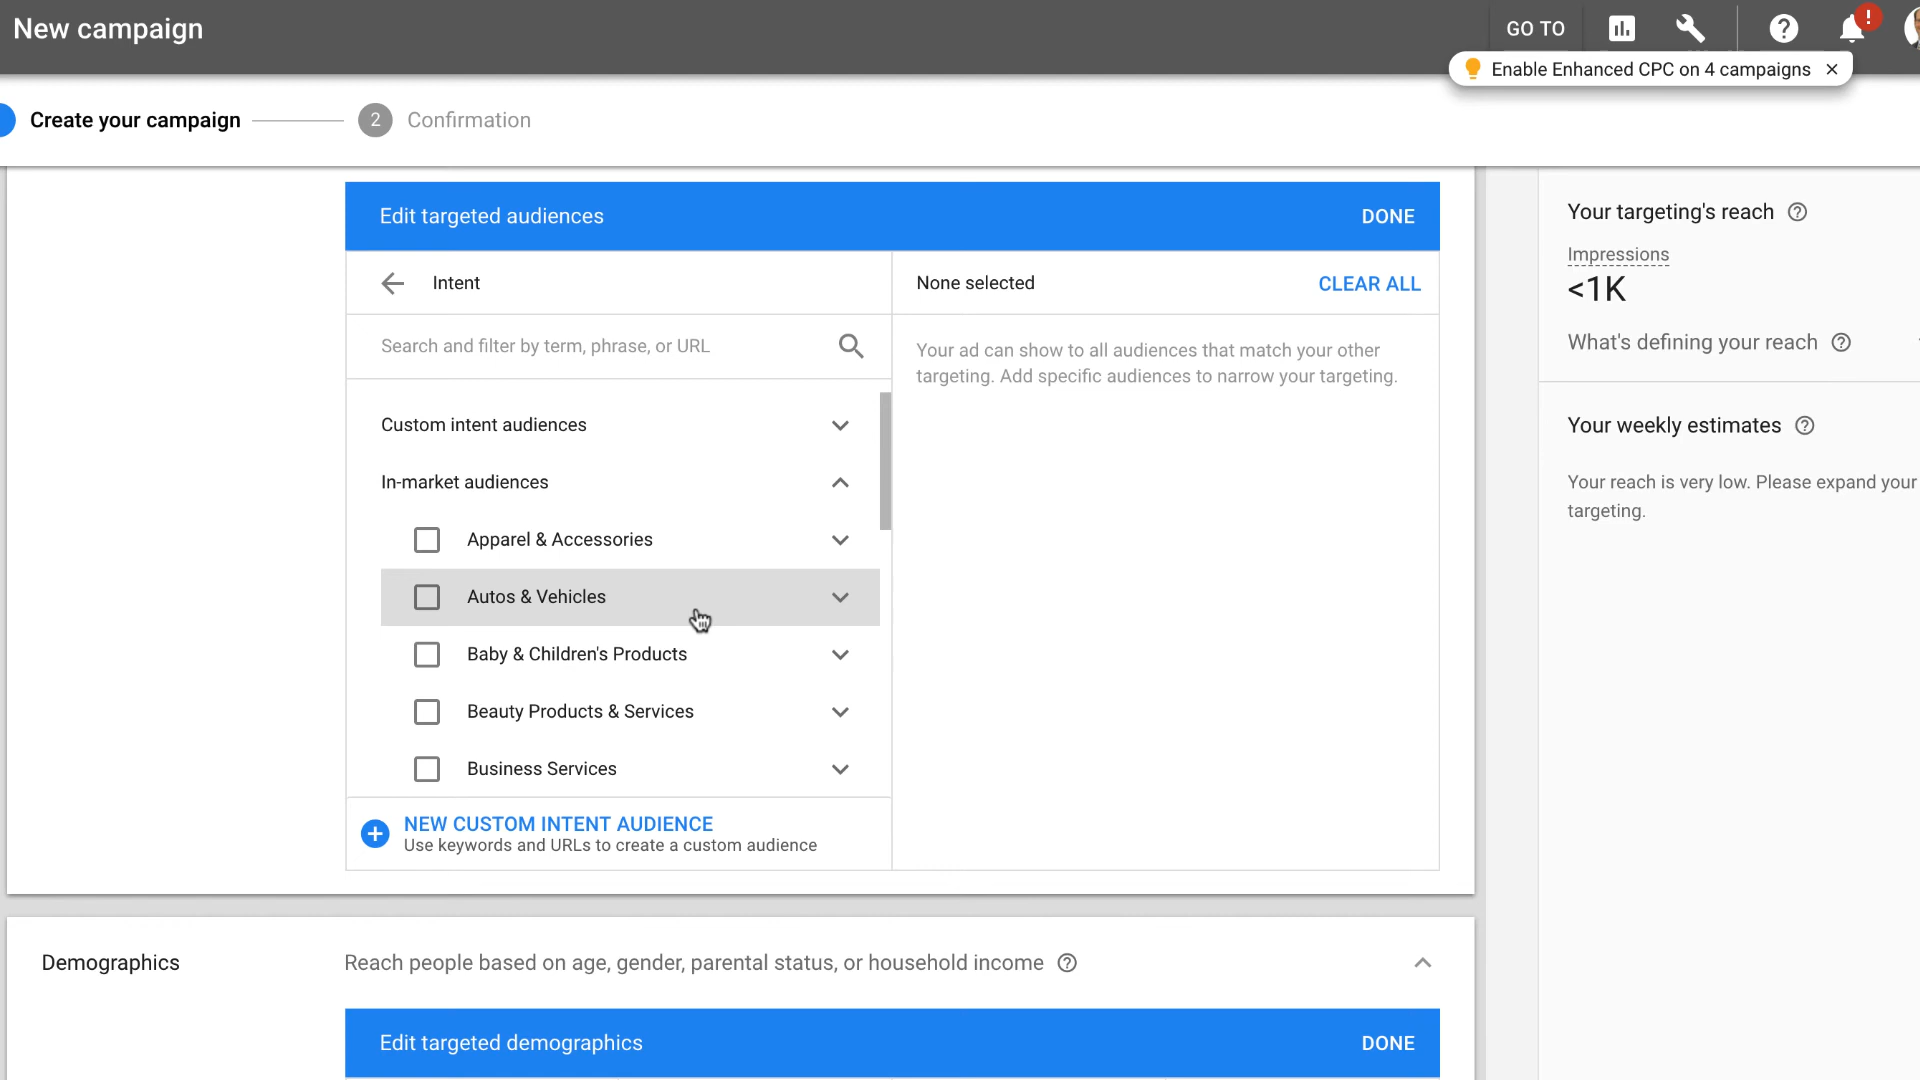 New campaign
GO TO
!
Enable Enhanced CPC on 4 campaigns
Create your campaign
2
Confirmation
Edit targeted audiences
DONE
Intent
None selected
CLEAR ALL
Search and filter by term, phrase, or URL
Your ad can show to all audiences that match your other
targeting. Add specific audiences to narrow your targeting.
Custom intent audiences
In-market audiences
Apparel & Accessories
Autos & Vehicles
Baby & Children's Products
Beauty Products & Services
Business Services
NEW CUSTOM INTENT AUDIENCE
Use keywords and URLs to create a custom audience
Your targeting's reach
Impressions
<1K
What's defining your reach
Your weekly estimates
Your reach is very low. Please expand your
targeting.
Demographics
Reach people based on age, gender, parental status, or household income
Edit targeted demographics
DONE